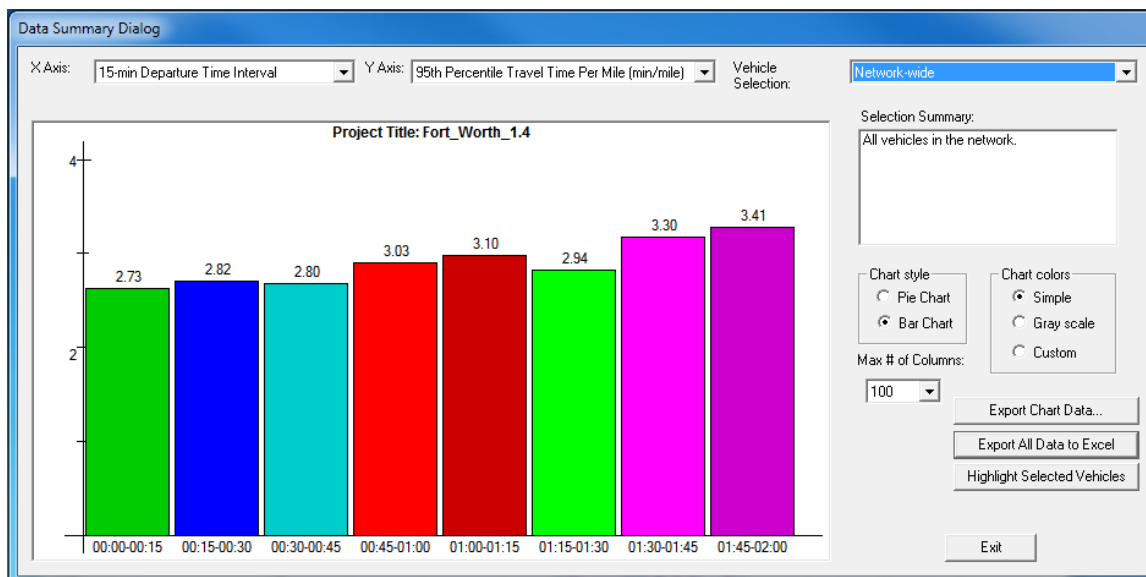 Data Summary Dialog
X Axis: 15-min Departure Time Interval Y Axis: 95th Percentile Travel Time Per Mile (min/mile) Vehicle Selection: Network-wide
Project Title: Fort_Worth_1.4
4
2
2.73 2.82 2.80 3.03 3.10 2.94 3.30 3.41
00:00-00:15 00:15-00:30 00:30-00:45 00:45-01:00 01:00-01:15 01:15-01:30 01:30-01:45 01:45-02:00
Selection Summary:
All vehicles in the network.
Chart style
Pie Chart
Bar Chart
Chart colors
Simple
Gray scale
Custom
Max # of Columns:
100
Export Chart Data...
Export All Data to Excel
Highlight Selected Vehicles
Exit